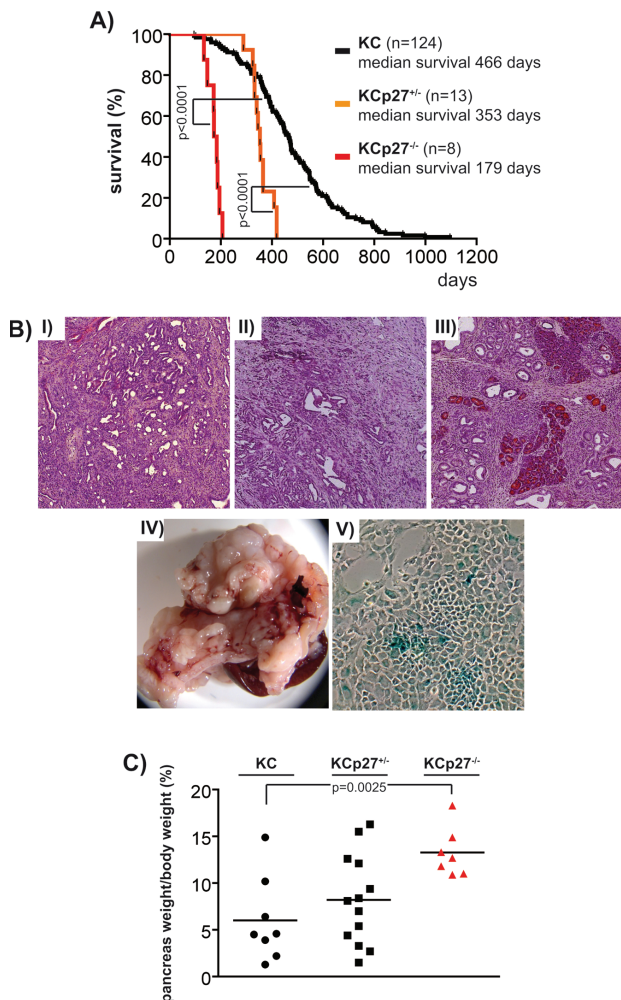 A)
KC (n=124)
median survival 466 days
KCp27+/- (n=13)
median survival 353 days
KCp27-/- (n=8)
median survival 179 days
survival (%)
100
80
60
40
20
0
p<0.0001
p<0.0001
0
200
400
600
800
1000
1200
days
B)
I)
II)
III)
IV)
V)
C)
KC
KCp27+/-
KCp27-/-
p=0.0025
pancreas weight/body weight (%)
20
15
10
5
0